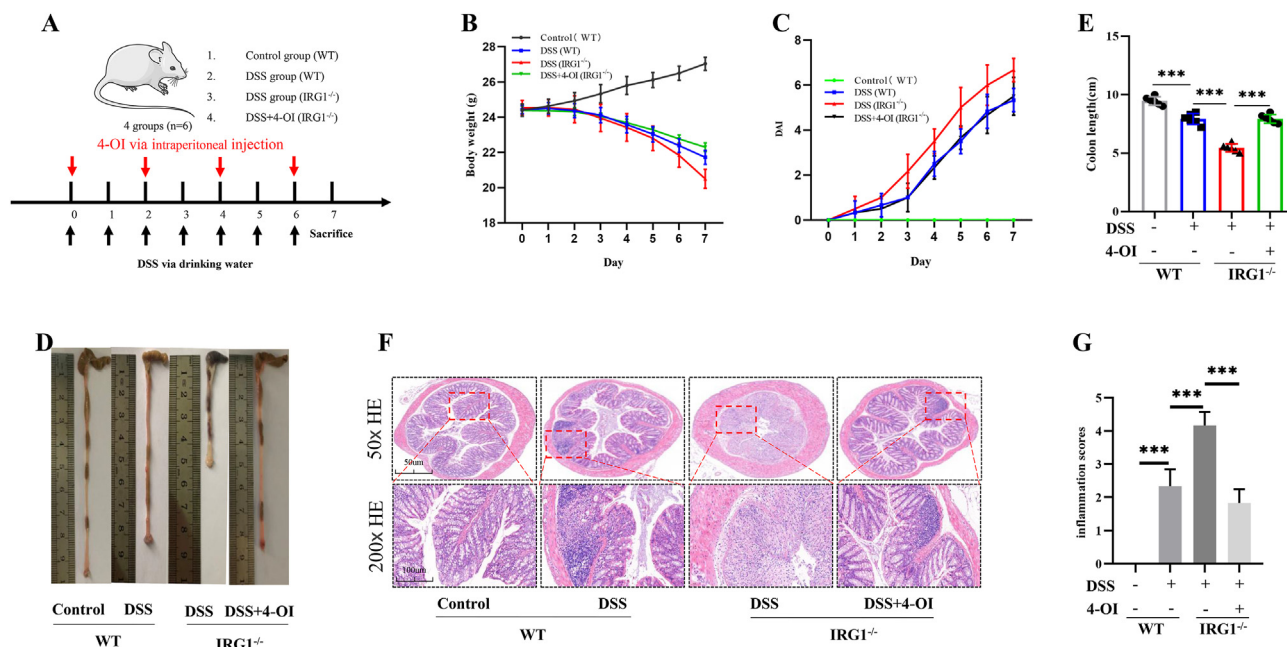 A
1. Control group (WT)
2. DSS group (WT)
3. DSS group (IRG1-/-)
4. DSS+4-OI (IRG1-/-)
4 groups (n=6)
4-OI via intraperitoneal injection
0 1 2 3 4 5 6 7
Sacrifice
DSS via drinking water
B
Control( WT)
DSS (WT)
DSS (IRG1-/-)
DSS+4-OI (IRG1-/-)
Body weight (g)
28
26
24
22
20
18
0 1 2 3 4 5 6 7
Day
C
Control( WT)
DSS (WT)
DSS (IRG1-/-)
DSS+4-OI (IRG1-/-)
DAI
8
6
4
2
0
0 1 2 3 4 5 6 7
Day
E
Colon length(cm)
15
10
5
0
*** *** ***
DSS - + + +
4-OI - - - +
WT IRG1-/-
D
Control DSS DSS DSS+4-OI
WT IRG1-/-
F
50x HE
50um
200x HE
100um
Control DSS DSS DSS+4-OI
WT IRG1-/-
G
inflammation scores
5
4
3
2
1
0
*** *** ***
DSS - + + +
4-OI - - - +
WT IRG1-/-